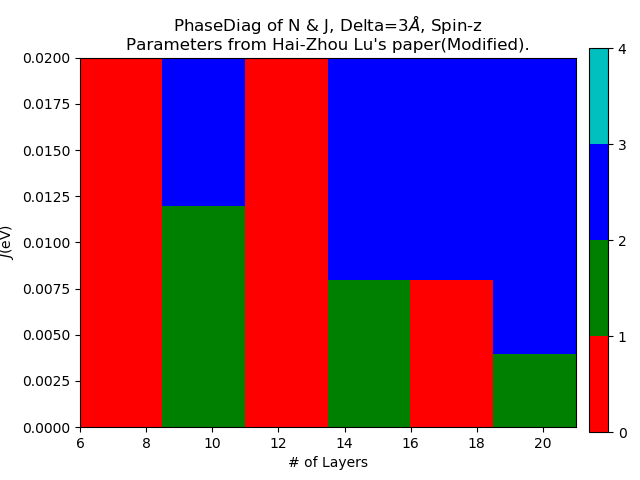 PhaseDiag of N & J, Delta=3Å, Spin-z
Parameters from Hai-Zhou Lu's paper(Modified).
J(eV)
0.0200
0.0175
0.0150
0.0125
0.0100
0.0075
0.0050
0.0025
0.0000
6 8 10 12 14 16 18 20
# of Layers
4
3
2
1
0